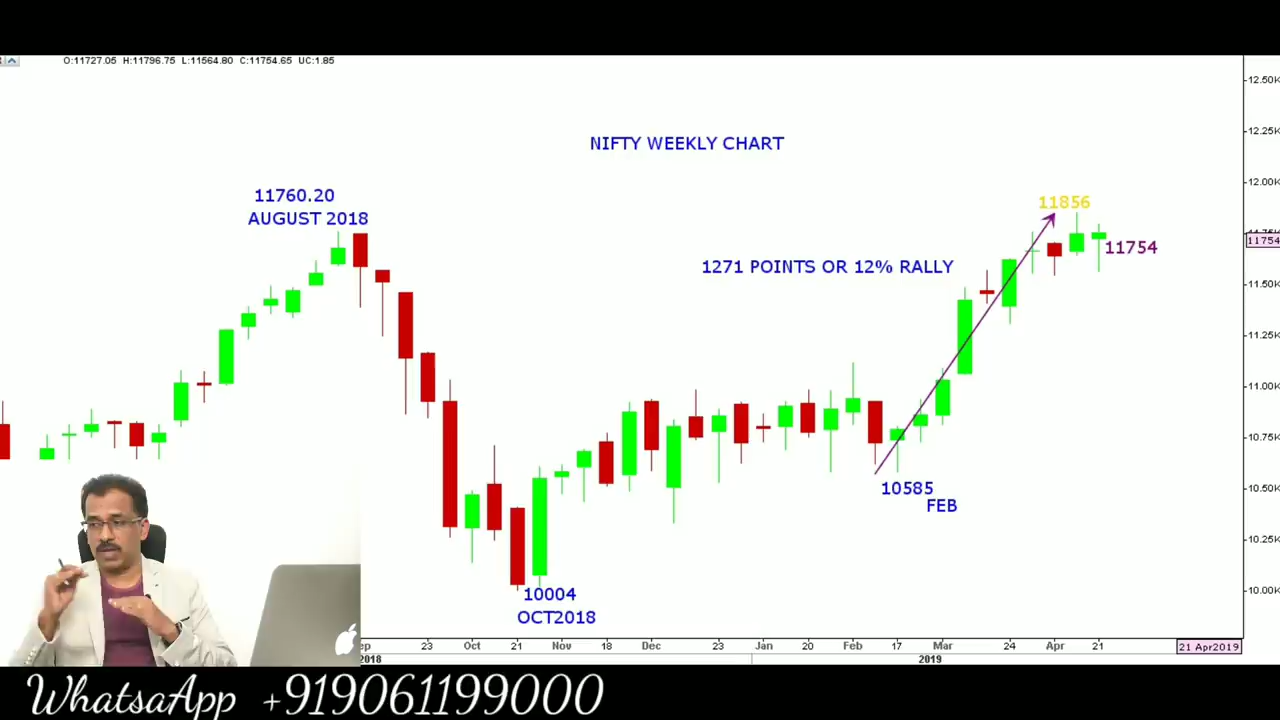 O:11727.05 H:11796.75 L:11564.80 C:11754.65 UC:1.85
12.50K
NIFTY WEEKLY CHART
12.25K
11760.20
AUGUST 2018
11856
12.00K
1271 POINTS OR 12% RALLY
11754
11754
11.50K
11.25K
11.00K
10.75K
10585
FEB
10.50K
10.25K
10004
OCT2018
10.00K
23 Oct 21 Nov 18 Dec 23 Jan 20 Feb 17 Mar 24 Apr 21
21 Apr2019
2018 2019
WhatsaApp +919061199000